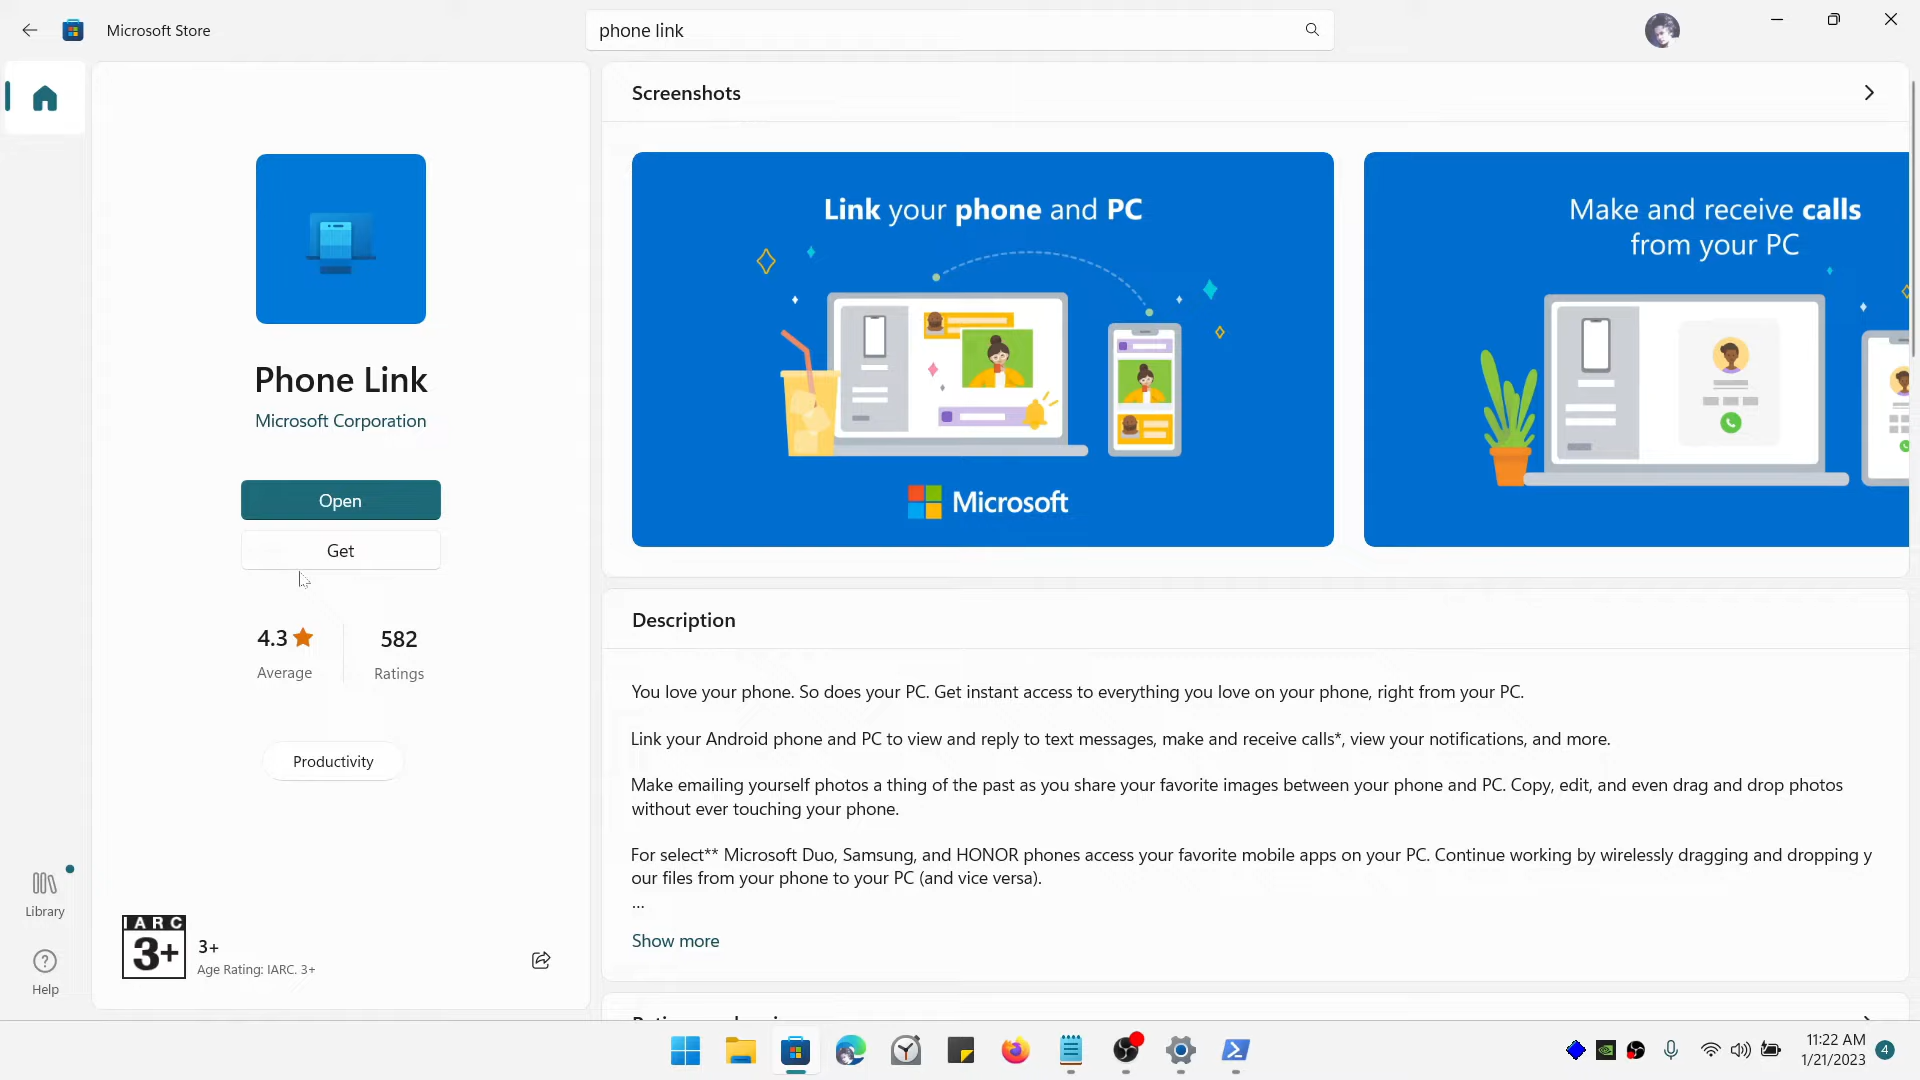 Microsoft Store
phone link
Screenshots
Link your phone and PC
Microsoft
Make and receive calls
from your PC
Phone Link
Microsoft Corporation
Open
Get
4.3
Average
582
Ratings
Productivity
IARC
3+
3+
Age Rating: IARC. 3+
Description
You love your phone. So does your PC. Get instant access to everything you love on your phone, right from your PC.
Link your Android phone and PC to view and reply to text messages, make and receive calls*, view your notifications, and more.
Make emailing yourself photos a thing of the past as you share your favorite images between your phone and PC. Copy, edit, and even drag and drop photos
without ever touching your phone.
For select** Microsoft Duo, Samsung, and HONOR phones access your favorite mobile apps on your PC. Continue working by wirelessly dragging and dropping y
our files from your phone to your PC (and vice versa).
...
Show more
Library
Help
11:22 AM
1/21/2023
4